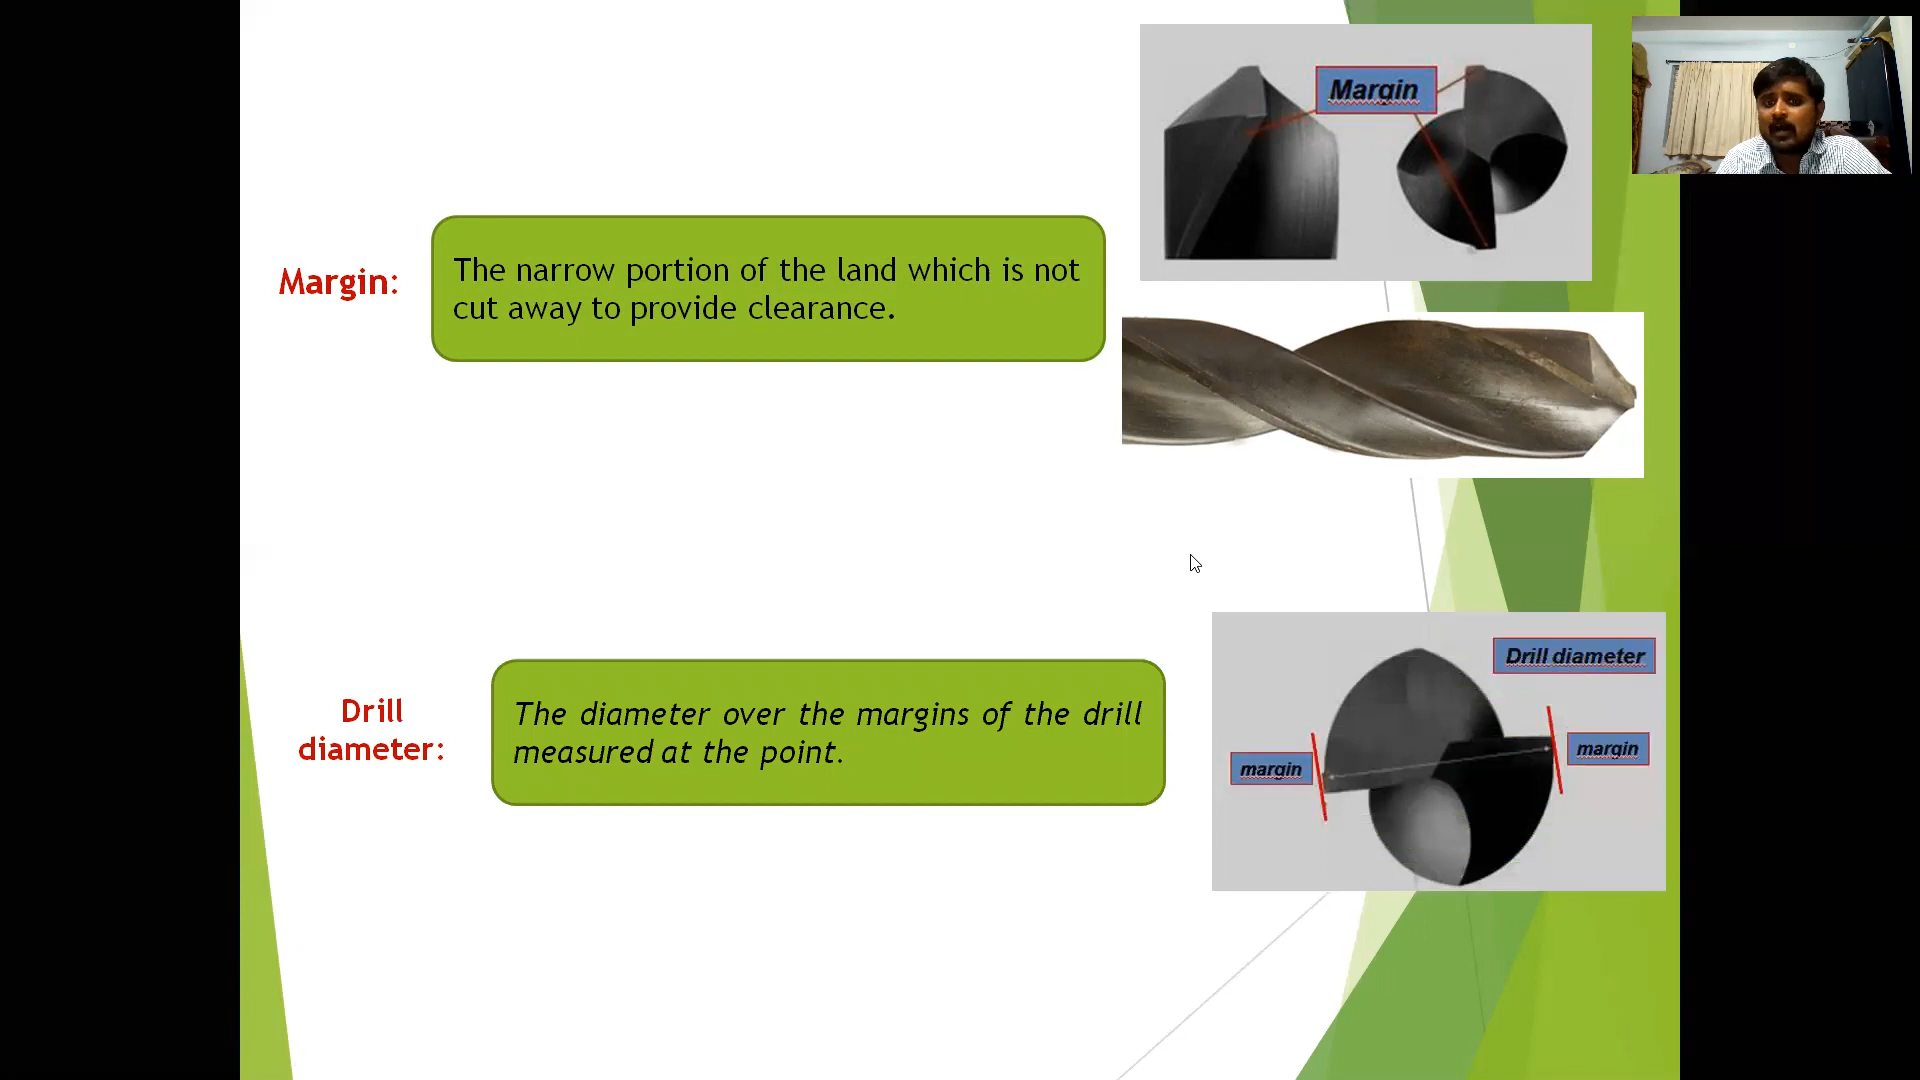 Margin
Margin:
The narrow portion of the land which is not
cut away to provide clearance.
Drill diameter
Drill
diameter:
The diameter over the margins of the drill
measured at the point.
margin
margin